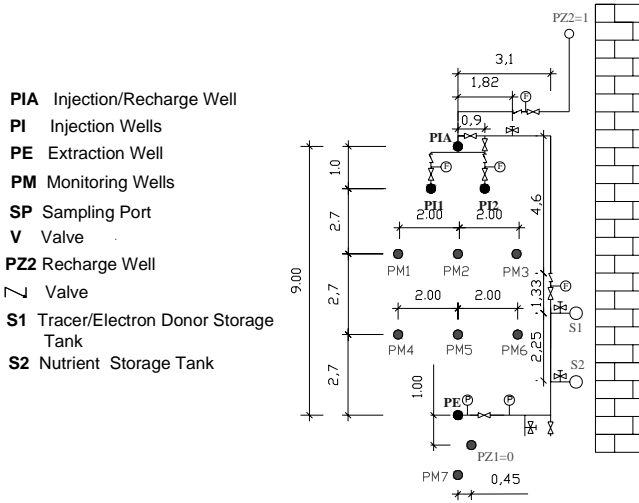 PIA Injection/Recharge Well
PI Injection Wells
PE Extraction Well
PM Monitoring Wells
SP Sampling Port
V Valve
PZ2 Recharge Well
Valve
S1 Tracer/Electron Donor Storage
Tank
S2 Nutrient Storage Tank
PZ2=1
3,1
1,82
F
0,9
PIA
F
F
1.0
PI1
PI2
4,6
2.00
2.00
2.7
PM1
PM2
PM3
9.00
F
1,33
S1
2.00
2.00
2,7
PM4
PM5
PM6
2,25
S2
1.00
2,7
P
P
PE
PZ1=0
PM7
0,45